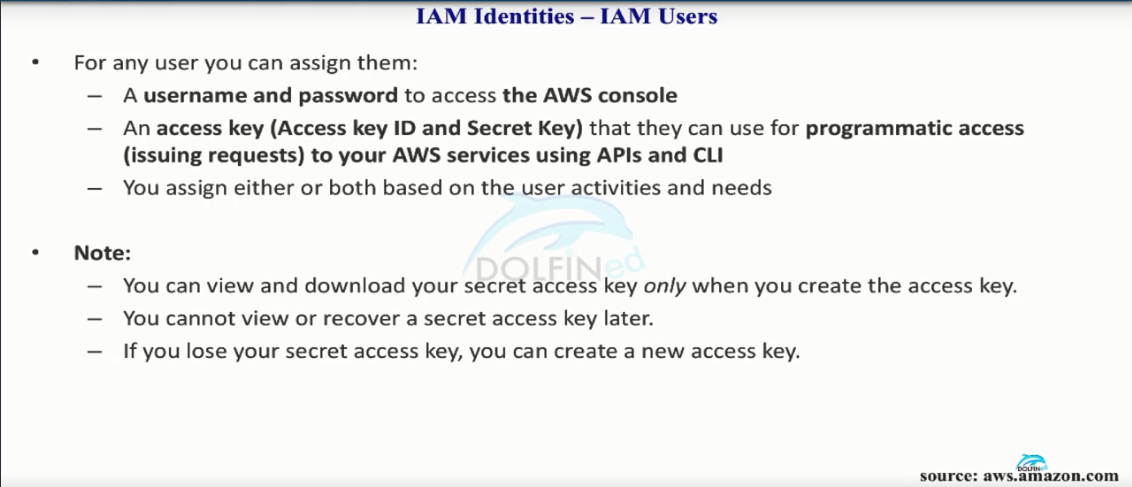 IAM Identities – IAM Users
• For any user you can assign them:
– A username and password to access the AWS console
– An access key (Access key ID and Secret Key) that they can use for programmatic access
(issuing requests) to your AWS services using APIs and CLI
– You assign either or both based on the user activities and needs
DOLFINed
• Note:
– You can view and download your secret access key only when you create the access key.
– You cannot view or recover a secret access key later.
– If you lose your secret access key, you can create a new access key.
DOLFINed
source: aws.amazon.com